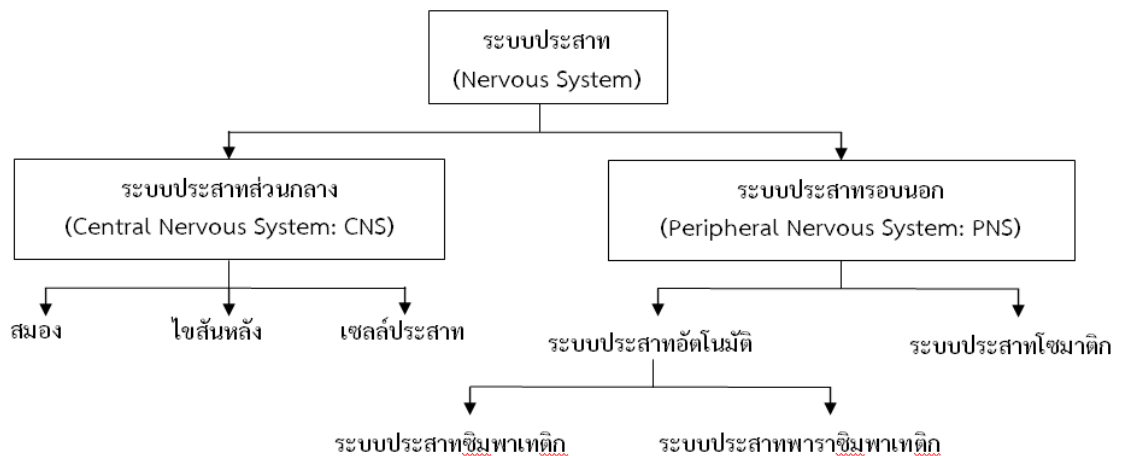 ระบบประสาท
(Nervous System)
ระบบประสาทส่วนกลาง
(Central Nervous System: CNS)
ระบบประสาทรอบนอก
(Peripheral Nervous System: PNS)
สมอง
ไขสันหลัง
เซลล์ประสาท
ระบบประสาทอัตโนมัติ
ระบบประสาทโซมาติก
ระบบประสาทซิมพาเทติก
ระบบประสาทพาราซิมพาเทติก